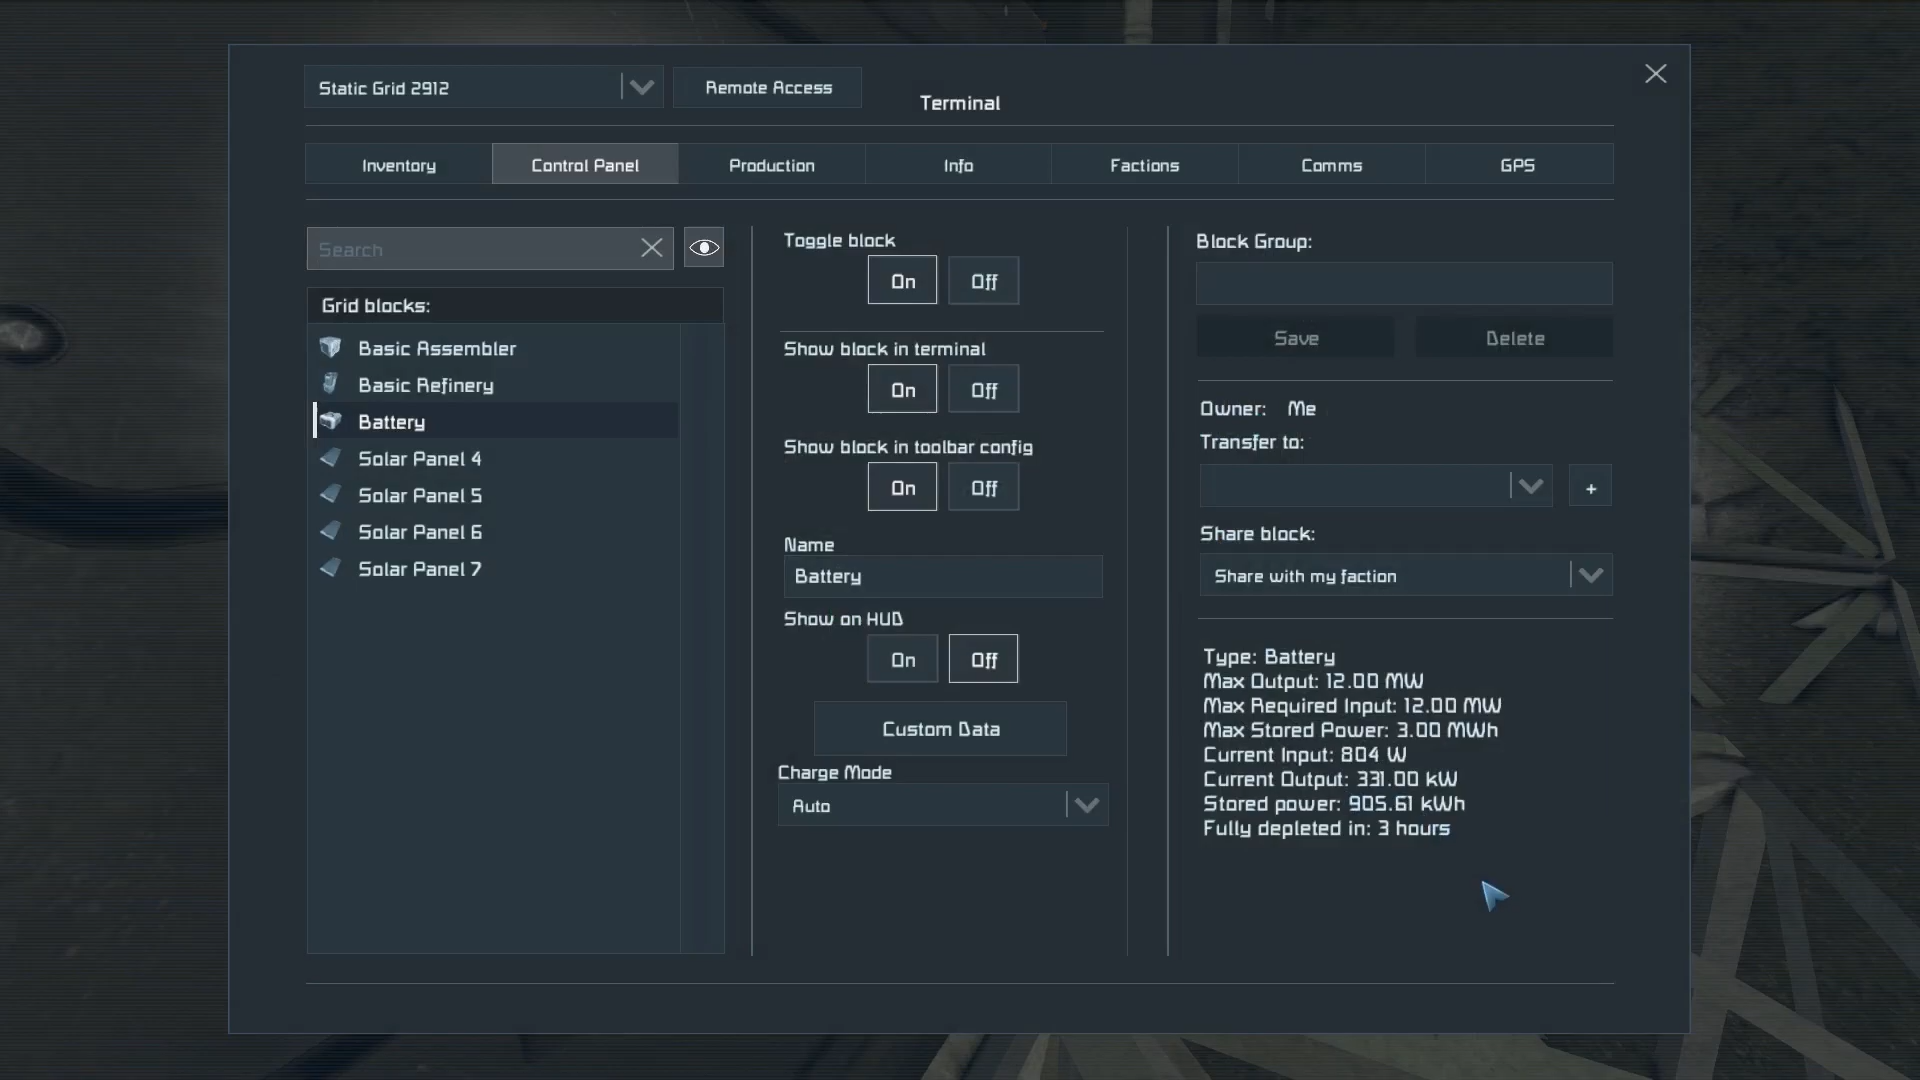 Static Grid 2912
Remote Access
Terminal
Inventory
Control Panel
Production
Info
Factions
Comms
GPS
Search
Grid blocks:
Basic Assembler
Basic Refinery
Battery
Solar Panel 4
Solar Panel 5
Solar Panel 6
Solar Panel 7
Toggle block
On
Off
Show block in terminal
On
Off
Show block in toolbar config
On
Off
Name
Battery
Show on HUD
On
Off
Custom Data
Charge Mode
Auto
Block Group:
Save
Delete
Owner: Me
Transfer to:
+
Share block:
Share with my faction
Type: Battery
Max Output: 12.00 MW
Max Required Input: 12.00 MW
Max Stored Power: 3.00 MWh
Current Input: 804 W
Current Output: 331.00 kW
Stored power: 905.61 kWh
Fully depleted in: 3 hours